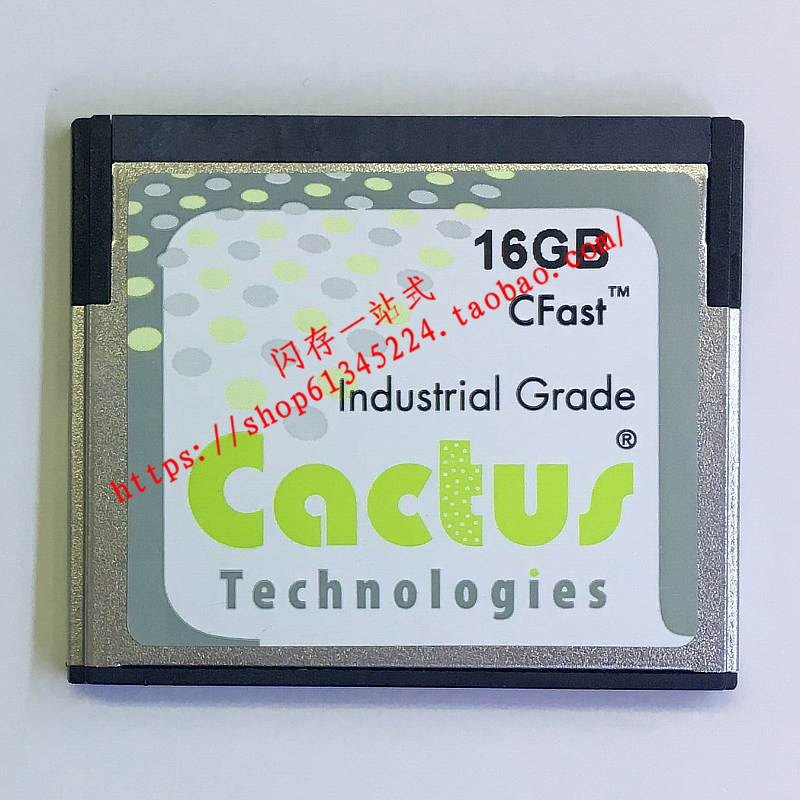 16GB
CFast™
闪存一站式
https://shop61345224.taobao.com/
Industrial Grade
Cactus®
Technologies